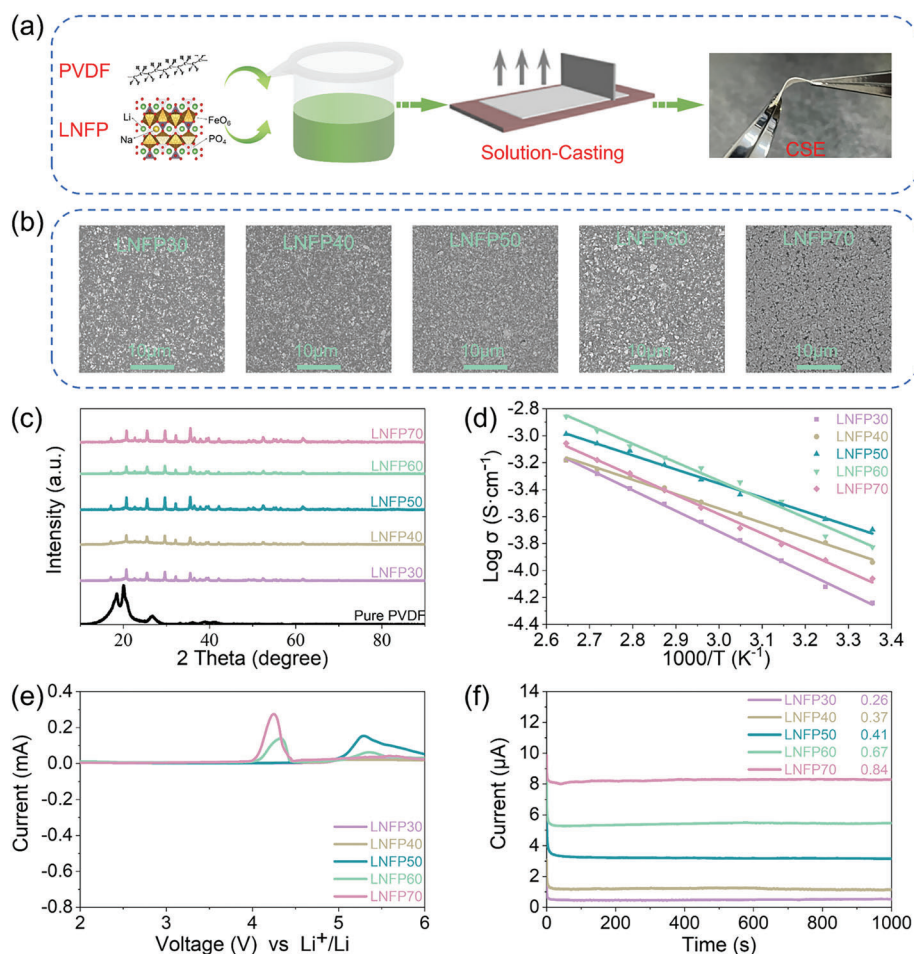 (a)
PVDF
LNFP
Li
Na
FeO₆
PO₄
Solution-Casting
CSE
(b)
LNFP30
LNFP40
LNFP50
LNFP60
LNFP70
10μm
10μm
10μm
10μm
10μm
(c)
Intensity (a.u.)
LNFP70
LNFP60
LNFP50
LNFP40
LNFP30
Pure PVDF
20 40 60 80
2 Theta (degree)
(d)
Log σ (S·cm⁻¹)
-2.8
-3.0
-3.2
-3.4
-3.6
-3.8
-4.0
-4.2
-4.4
LNFP30
LNFP40
LNFP50
LNFP60
LNFP70
2.6 2.7 2.8 2.9 3.0 3.1 3.2 3.3 3.4
1000/T (K⁻¹)
(e)
Current (mA)
0.4
0.2
0.0
-0.2
-0.4
-0.6
-0.8
LNFP30
LNFP40
LNFP50
LNFP60
LNFP70
2 3 4 5 6
Voltage (V) vs Li⁺/Li
(f)
Current (μA)
14
12
10
8
6
4
2
0
LNFP30 0.26
LNFP40 0.37
LNFP50 0.41
LNFP60 0.67
LNFP70 0.84
0 200 400 600 800 1000
Time (s)